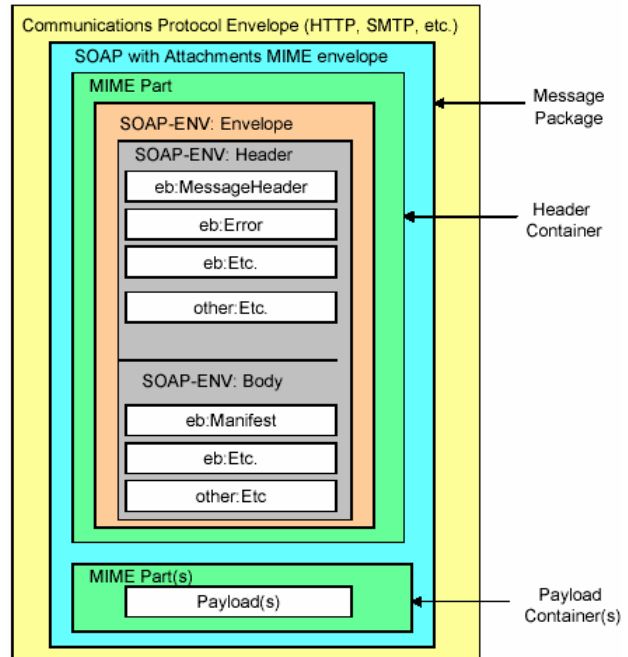 Communications Protocol Envelope (HTTP, SMTP, etc.)
SOAP with Attachments MIME envelope
MIME Part
SOAP-ENV: Envelope
SOAP-ENV: Header
eb:MessageHeader
eb:Error
eb:Etc.
other:Etc.
SOAP-ENV: Body
eb:Manifest
eb:Etc.
other:Etc
MIME Part(s)
Payload(s)
Message
Package
Header
Container
Payload
Container(s)